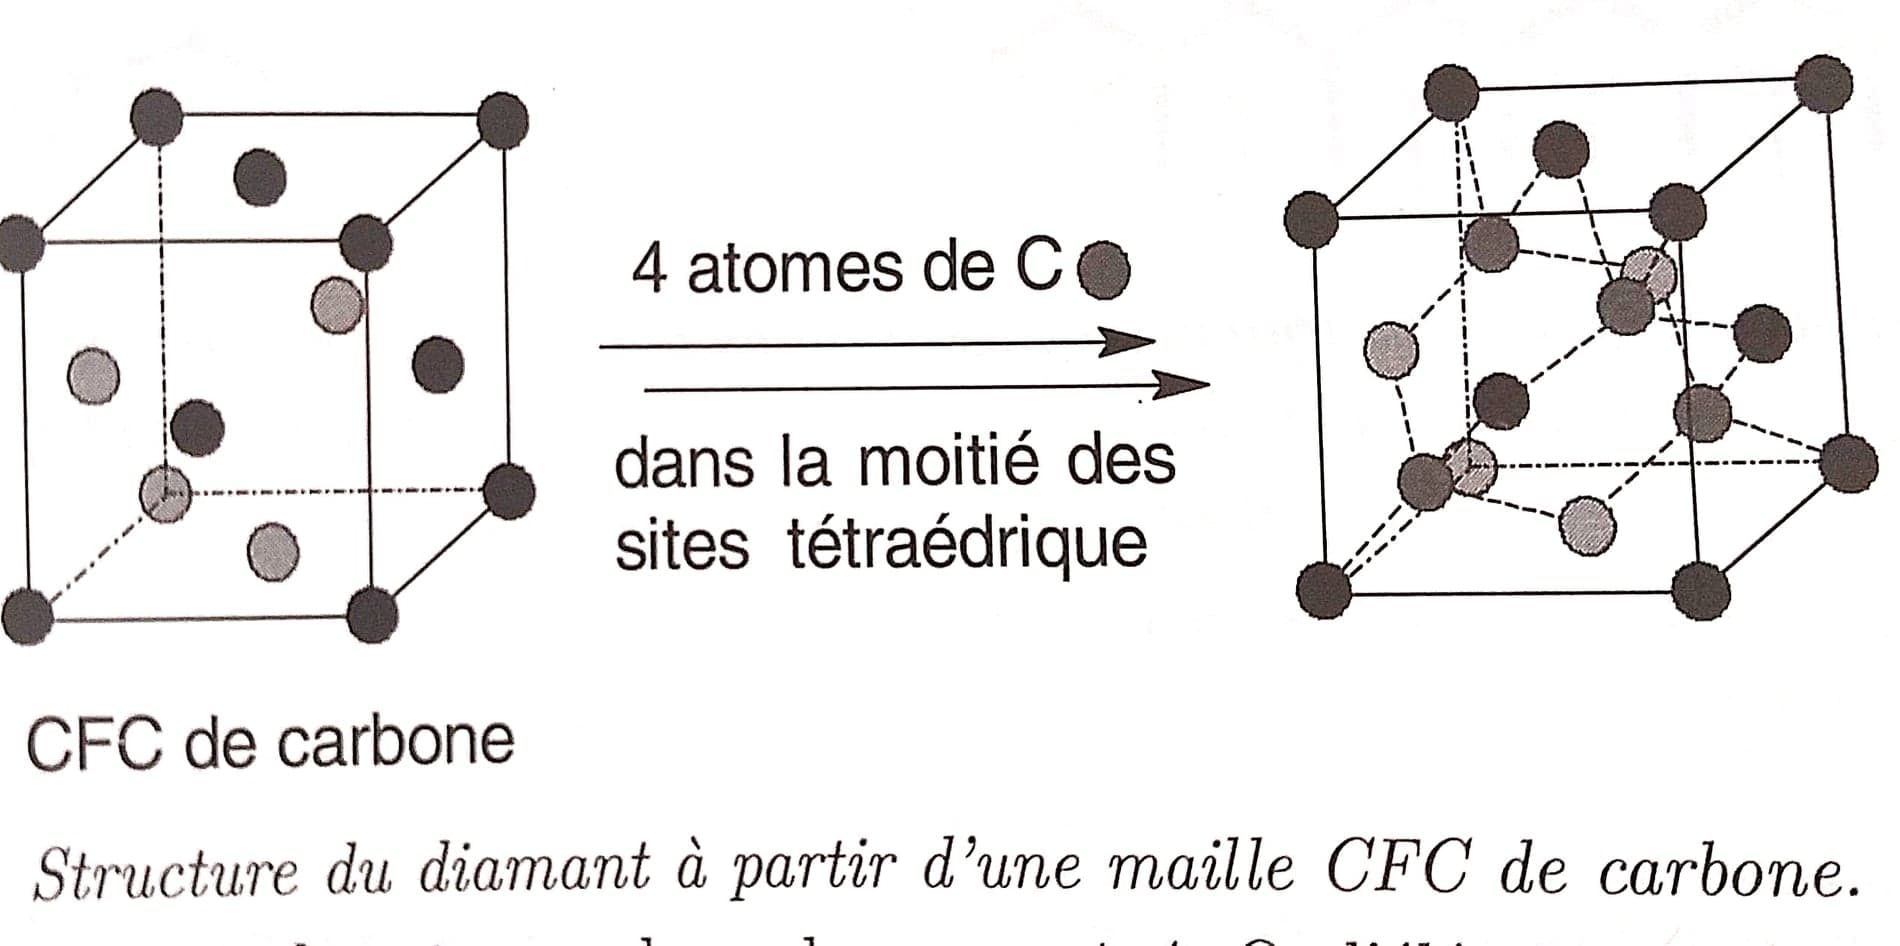 4 atomes de C
dans la moitié des
sites tétraédrique
CFC de carbone
Structure du diamant à partir d'une maille CFC de carbone.